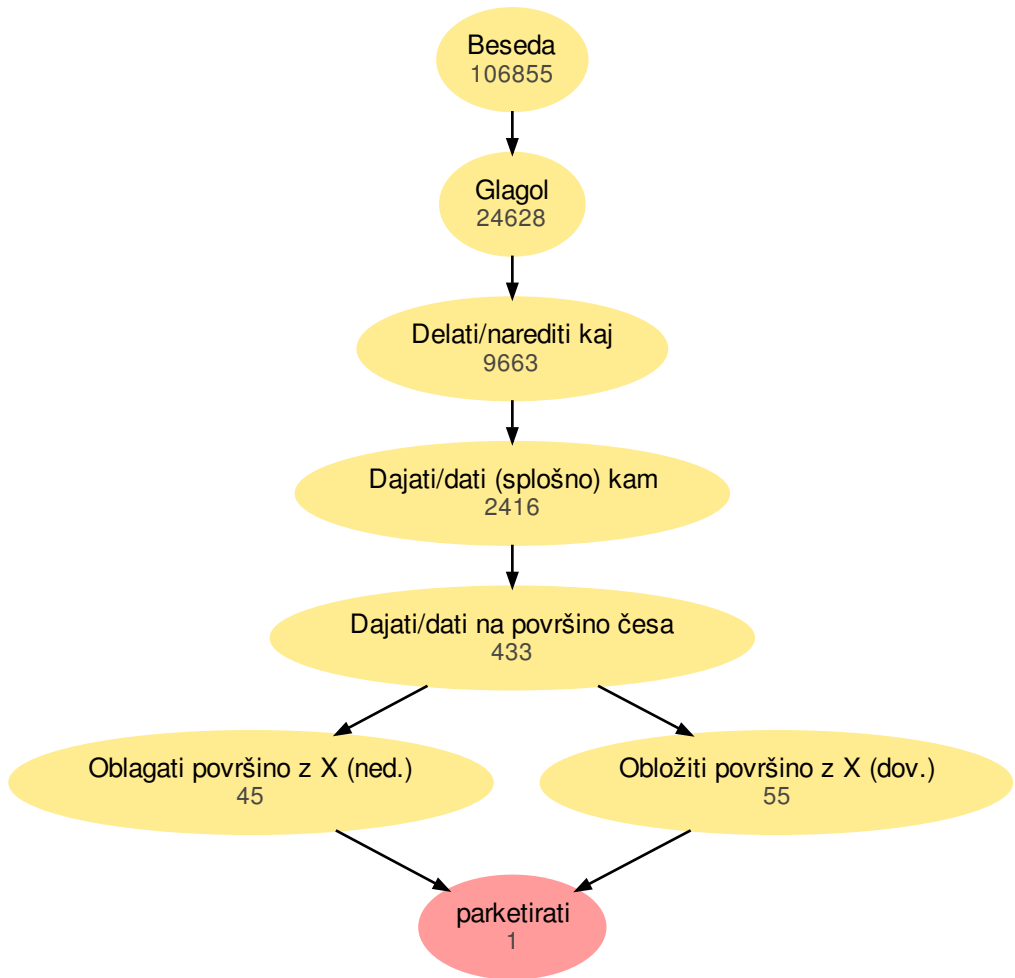 Beseda
106855
Glagol
24628
Delati/narediti kaj
9663
Dajati/dati (splošno) kam
2416
Dajati/dati na površino česa
433
Oblagati površino z X (ned.)
45
Obložiti površino z X (dov.)
55
parketirati
1